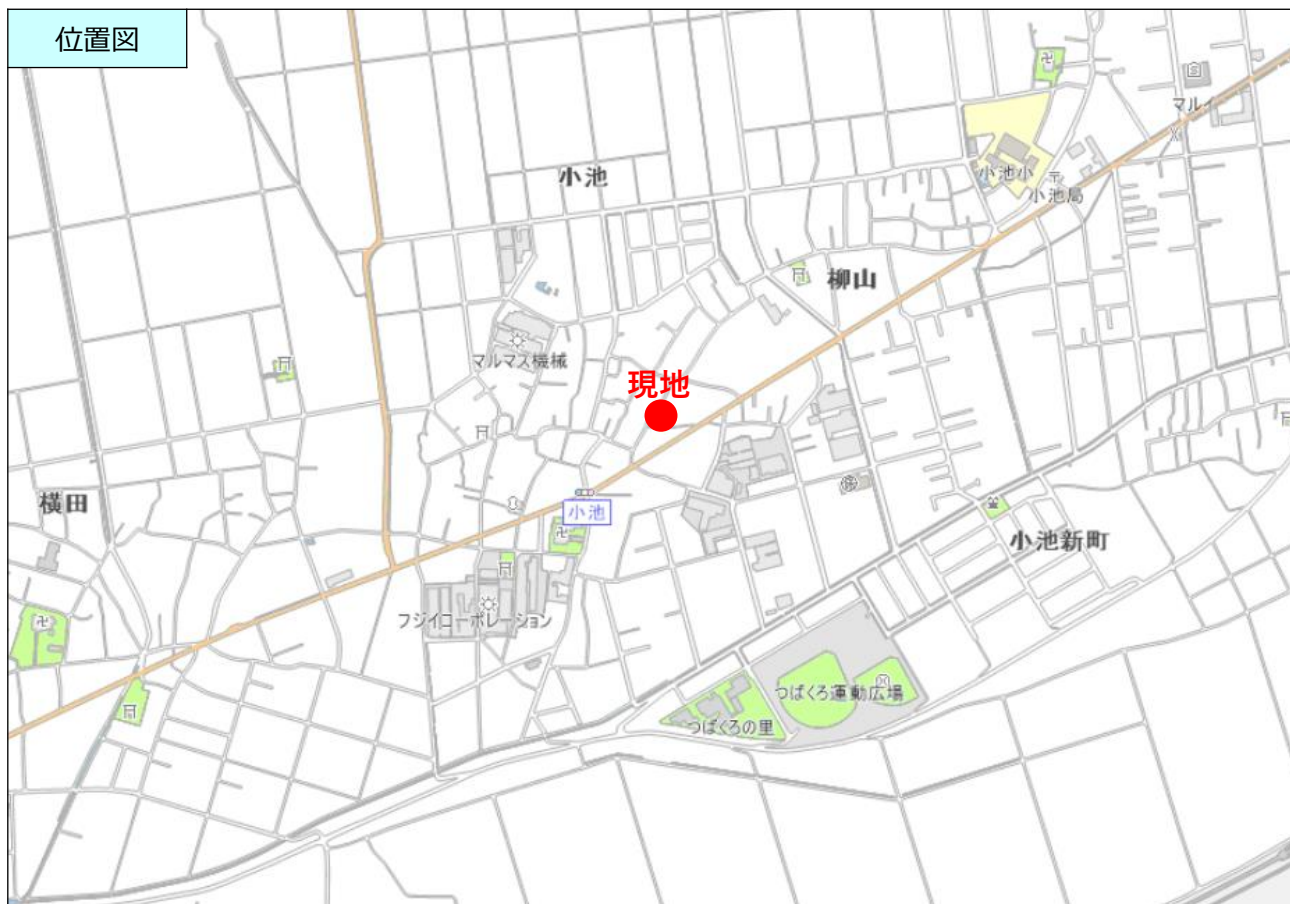 位置図
マルイ
小池
小池小
小池局
柳山
マルマス機械
現地
横田
小池
小池新町
フジイコーポレーション
つばくろ運動広場
つばくろの里